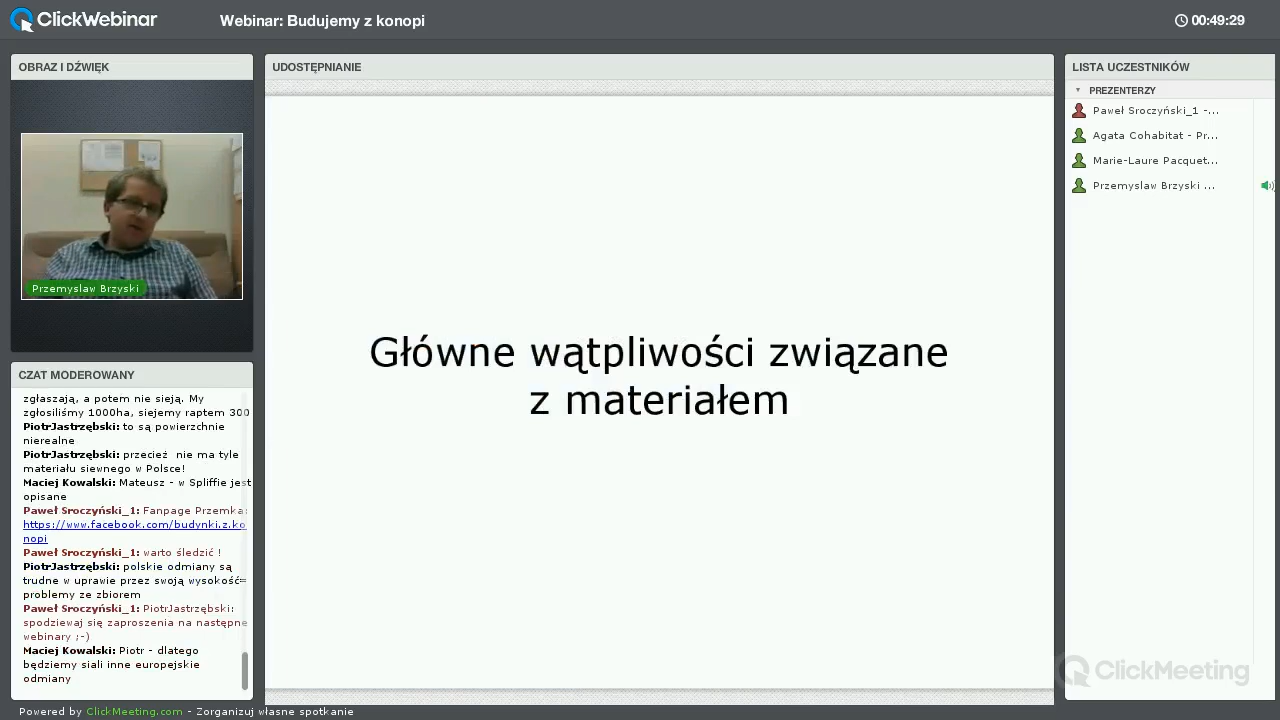 ClickWebinar
Webinar: Budujemy z konopi
00:49:29
OBRAZ I DŹWIĘK
Przemyslaw Brzyski
CZAT MODEROWANY
zgłaszają, a potem nie sieją. My
zgłosiliśmy 1000ha, siejemy raptem 300
PiotrJastrzębski: to są powierzchnie
nierealne
PiotrJastrzębski: przecież nie ma tyle
materiału siewnego w Polsce!
Maciej Kowalski: Mateusz - w Spliffie jest
opisane
Paweł Sroczyński_1: Fanpage Przemka:
https://www.facebook.com/budynki.z.ko
nopi
Paweł Sroczyński_1: warto śledzić !
PiotrJastrzębski: polskie odmiany są
trudne w uprawie przez swoją wysokość=
problemy ze zbiorem
Paweł Sroczyński_1: PiotrJastrzębski:
spodziewaj się zaproszenia na następne
webinary ;-)
Maciej Kowalski: Piotr - dlatego
będziemy siali inne europejskie
odmiany
UDOSTĘPNIANIE
Główne wątpliwości związane
z materiałem
LISTA UCZESTNIKÓW
PREZENTERZY
Paweł Sroczyński_1 -...
Agata Cohabitat - Pr...
Marie-Laure Pacquet...
Przemyslaw Brzyski ...
ClickMeeting
Powered by ClickMeeting.com - Zorganizuj własne spotkanie